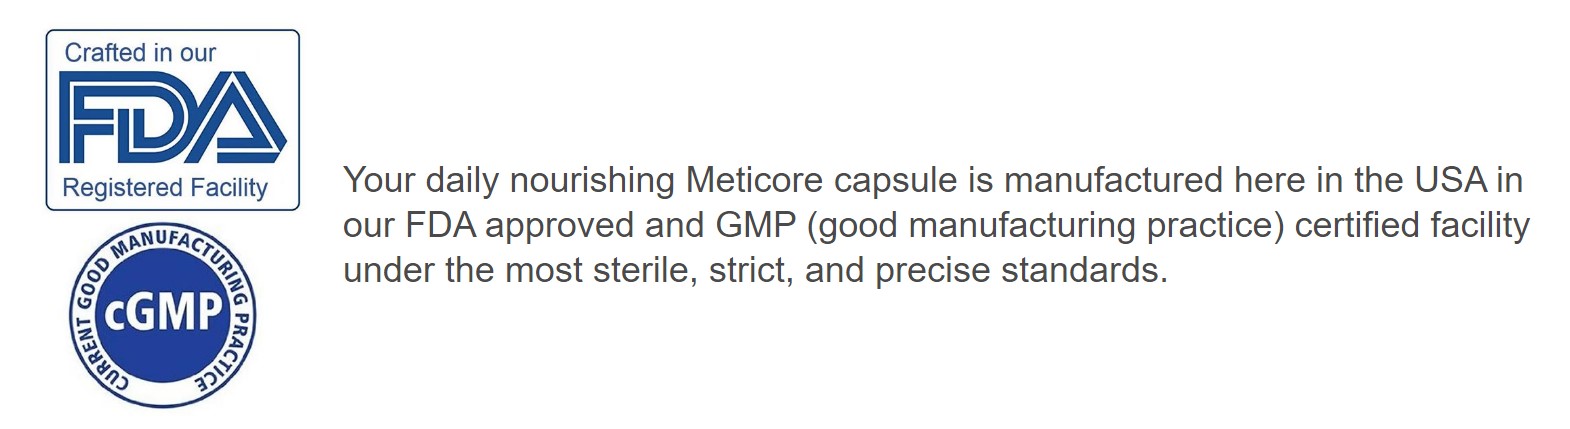 Crafted in our
FDA
Registered Facility
CURRENT GOOD MANUFACTURING PRACTICE
cGMP
Your daily nourishing Meticore capsule is manufactured here in the USA in
our FDA approved and GMP (good manufacturing practice) certified facility
under the most sterile, strict, and precise standards.